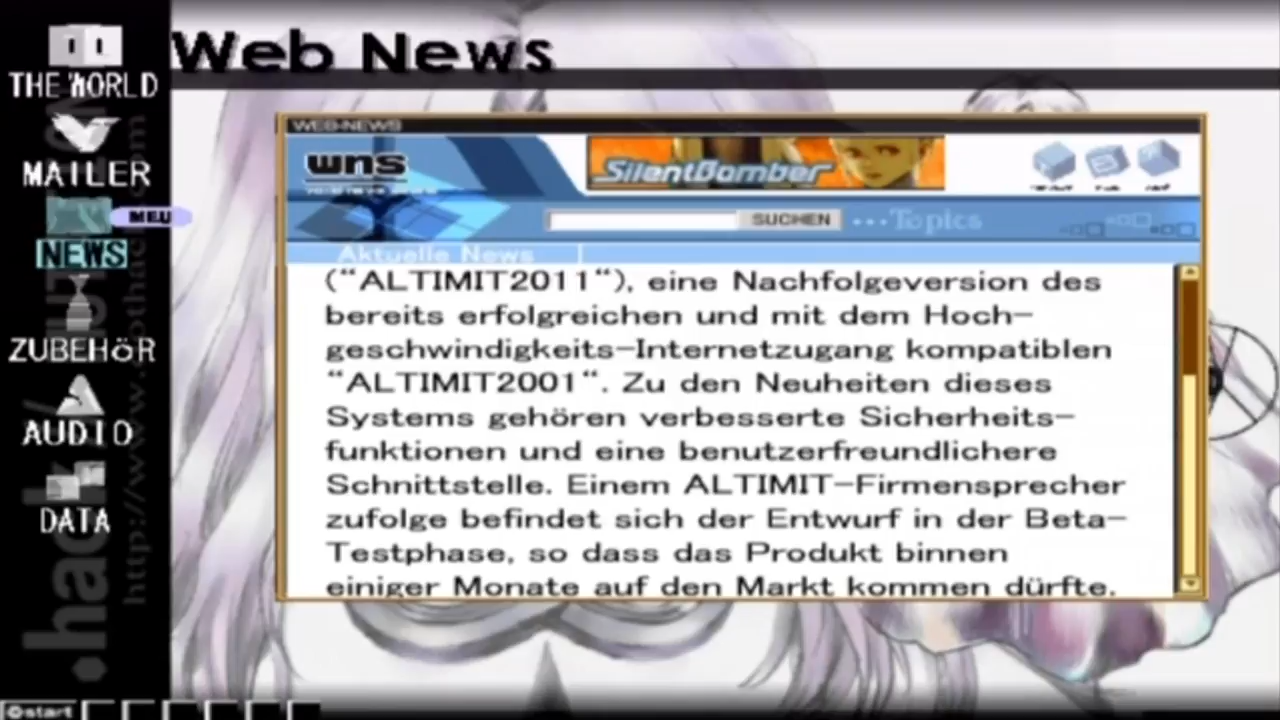 Web News
THE WORLD
MAILER
NEU
NEWS
ZUBEHöR
AUDIO
DATA
.hack
http://www.
WEB-NEWS
wns
SilentBomber
SUCHEN
...Topics
Aktuelle News
(“ALTIMIT2011“), eine Nachfolgeversion des
bereits erfolgreichen und mit dem Hoch-
geschwindigkeits-Internetzugang kompatiblen
“ALTIMIT2001“. Zu den Neuheiten dieses
Systems gehören verbesserte Sicherheits-
funktionen und eine benutzerfreundlichere
Schnittstelle. Einem ALTIMIT-Firmensprecher
zufolge befindet sich der Entwurf in der Beta-
Testphase, so dass das Produkt binnen
einiger Monate auf den Markt kommen dürfte.
start